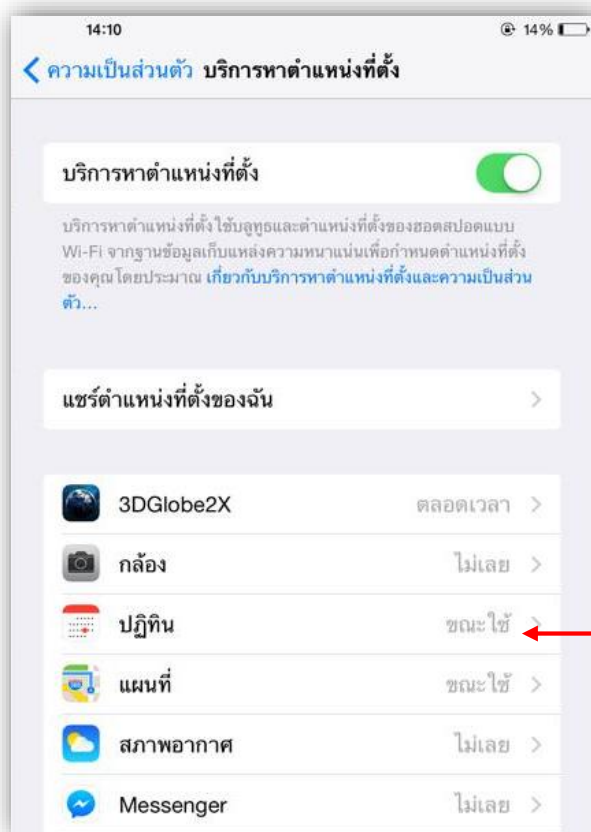 14:10 14%
ความเป็นส่วนตัว บริการหาตำแหน่งที่ตั้ง
บริการหาตำแหน่งที่ตั้ง
บริการหาตำแหน่งที่ตั้ง ใช้บลูทูธและตำแหน่งที่ตั้งของฮอตสปอตแบบ
Wi-Fi จากฐานข้อมูลเก็บแหล่งความหนาแน่นเพื่อกำหนดตำแหน่งที่ตั้ง
ของคุณโดยประมาณ เกี่ยวกับบริการหาตำแหน่งที่ตั้งและความเป็นส่วน
ตัว...
แชร์ตำแหน่งที่ตั้งของฉัน
3DGlobe2X ตลอดเวลา
กล้อง ไม่เลย
ปฏิทิน ขณะใช้
แผนที่ ขณะใช้
สภาพอากาศ ไม่เลย
Messenger ไม่เลย